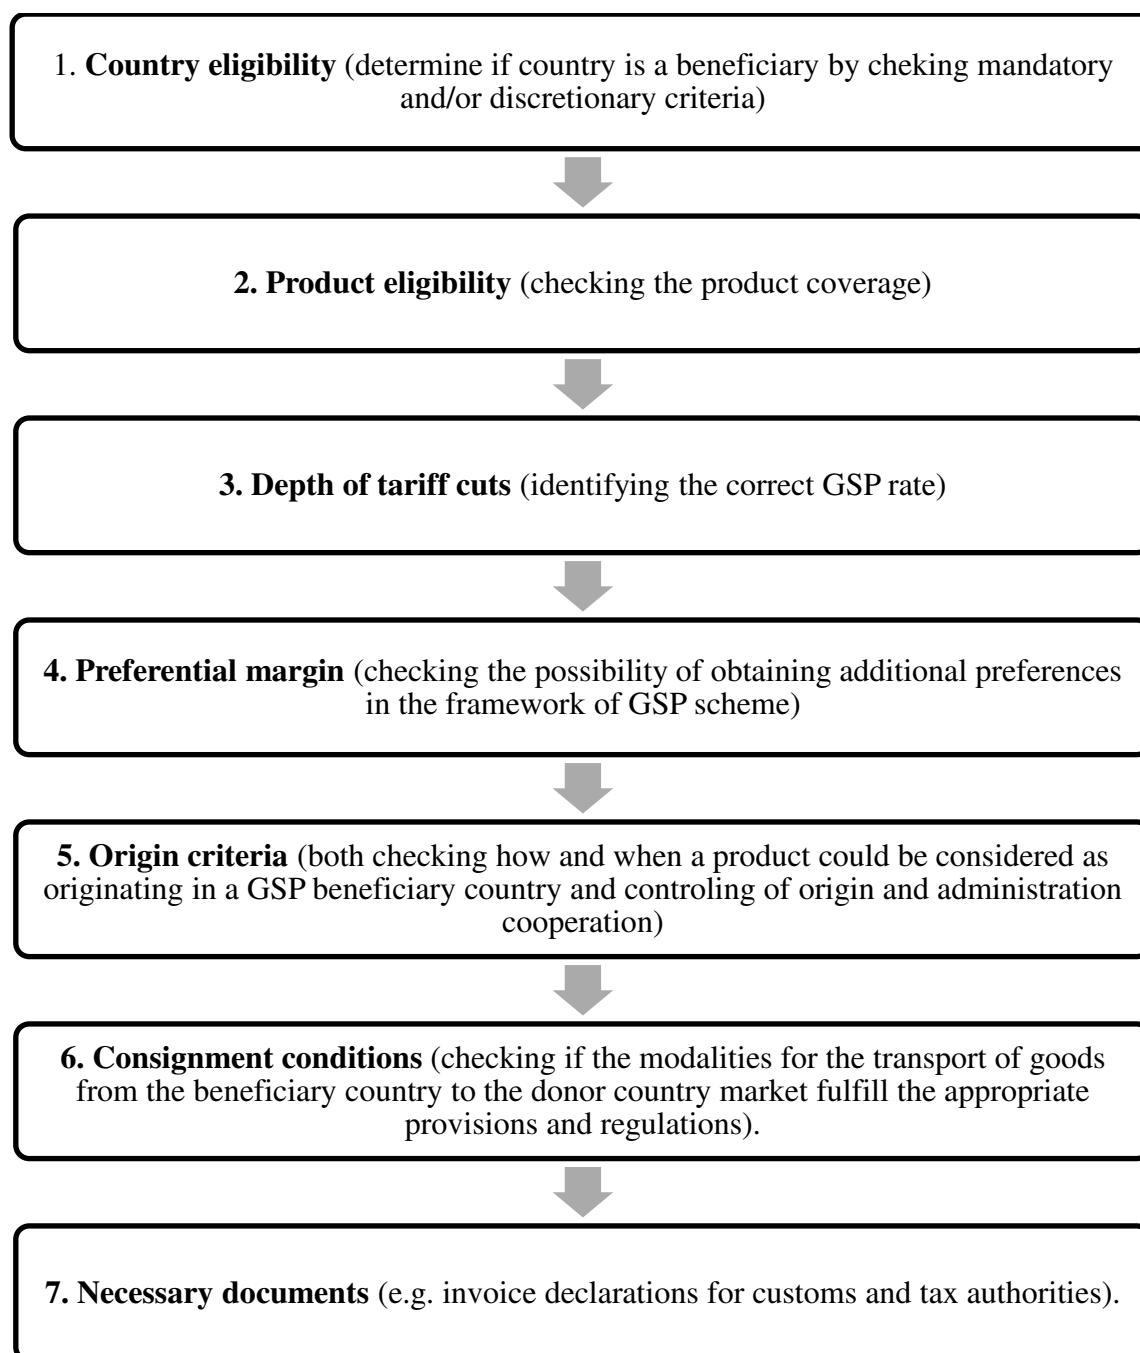 1. Country eligibility (determine if country is a beneficiary by cheking mandatory
and/or discretionary criteria)
2. Product eligibility (checking the product coverage)
3. Depth of tariff cuts (identifying the correct GSP rate)
4. Preferential margin (checking the possibility of obtaining additional preferences
in the framework of GSP scheme)
5. Origin criteria (both checking how and when a product could be considered as
originating in a GSP beneficiary country and controling of origin and administration
cooperation)
6. Consignment conditions (checking if the modalities for the transport of goods
from the beneficiary country to the donor country market fulfill the appropriate
provisions and regulations).
7. Necessary documents (e.g. invoice declarations for customs and tax authorities).